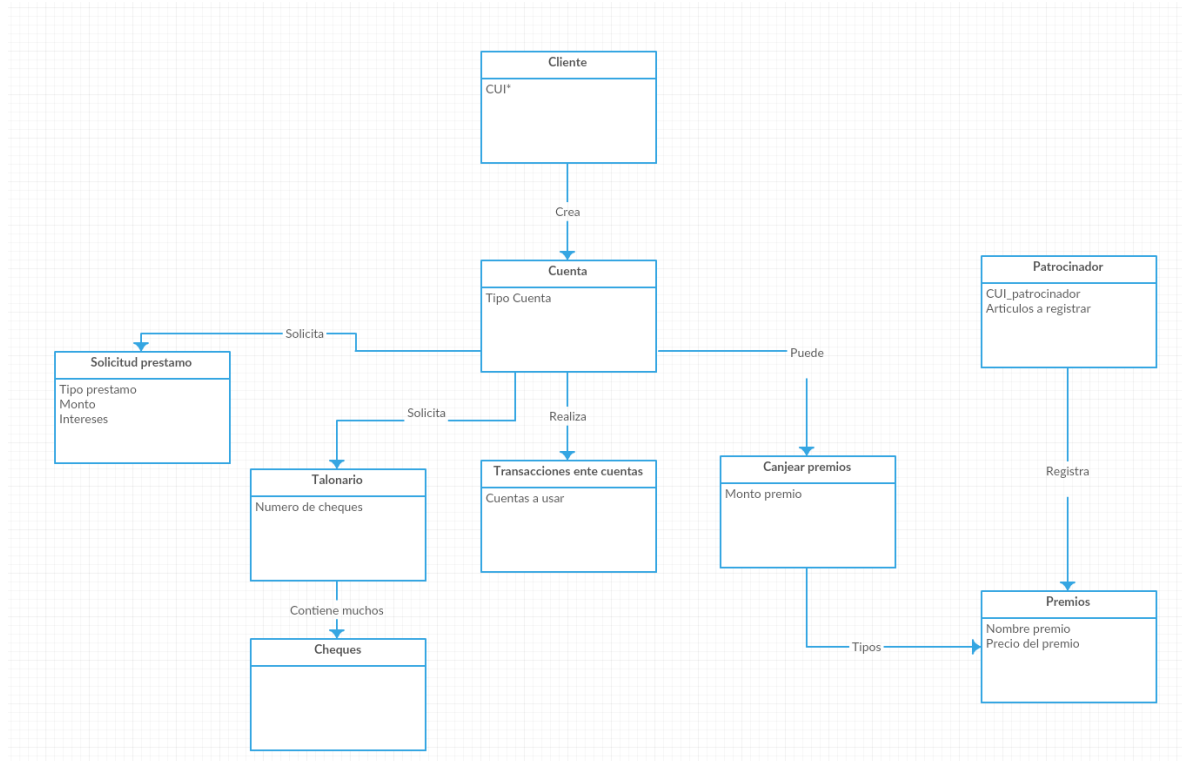 Cliente
CUI*
Crea
Cuenta
Tipo Cuenta
Patrocinador
CUI_patrocinador
Articulos a registrar
Solicita
Puede
Solicitud prestamo
Tipo prestamo
Monto
Intereses
Solicita
Realiza
Talonario
Numero de cheques
Transacciones ente cuentas
Cuentas a usar
Canjear premios
Monto premio
Registra
Contiene muchos
Cheques
Tipos
Premios
Nombre premio
Precio del premio